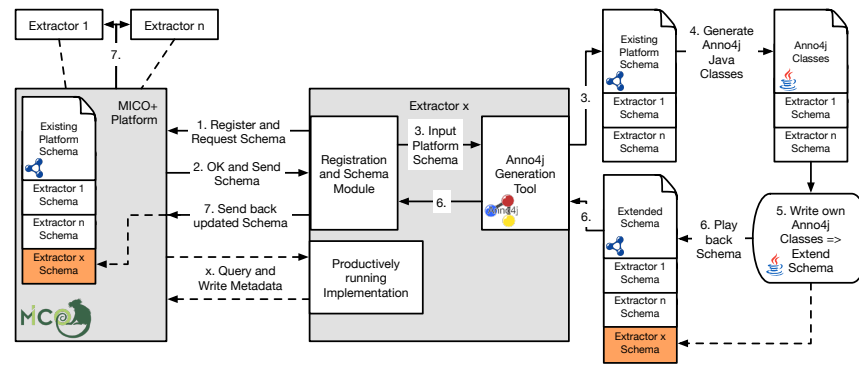 Extractor 1
Extractor n
7.
MICO+
Platform
Existing
Platform
Schema
Extractor 1
Schema
Extractor n
Schema
Extractor x
Schema
MICO
1. Register and
Request Schema
2. OK and Send
Schema
7. Send back
updated Schema
x. Query and
Write Metadata
Extractor x
Registration
and Schema
Module
3. Input
Platform
Schema
6.
Anno4j
Generation
Tool
Anno4j
Productively
running
Implementation
3.
Existing
Platform
Schema
Extractor 1
Schema
Extractor n
Schema
4. Generate
Anno4j
Java
Classes
Anno4j
Classes
Extractor 1
Schema
Extractor n
Schema
5. Write own
Anno4j
Classes =>
Extend
Schema
6. Play
back
Schema
6.
Extended
Schema
Extractor 1
Schema
Extractor n
Schema
Extractor x
Schema